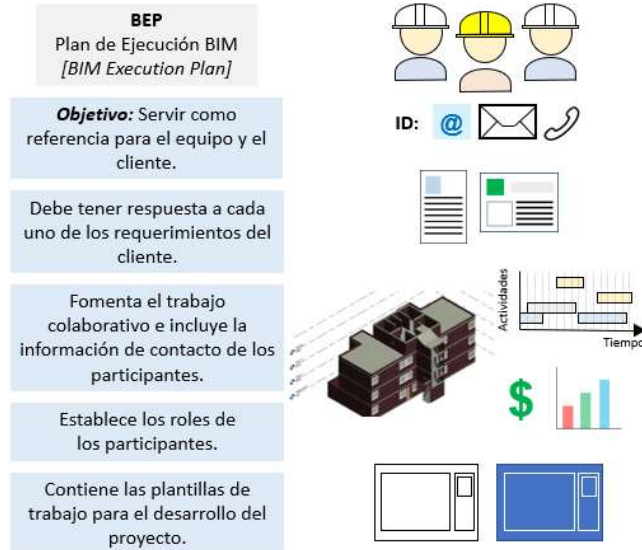 BEP
Plan de Ejecución BIM
[BIM Execution Plan]
Objetivo: Servir como
referencia para el equipo y el
cliente.
ID: @
Debe tener respuesta a cada
uno de los requerimientos del
cliente.
Fomenta el trabajo
colaborativo e incluye la
información de contacto de los
participantes.
Actividades
Tiempo
$
Establece los roles de
los participantes.
Contiene las plantillas de
trabajo para el desarrollo del
proyecto.